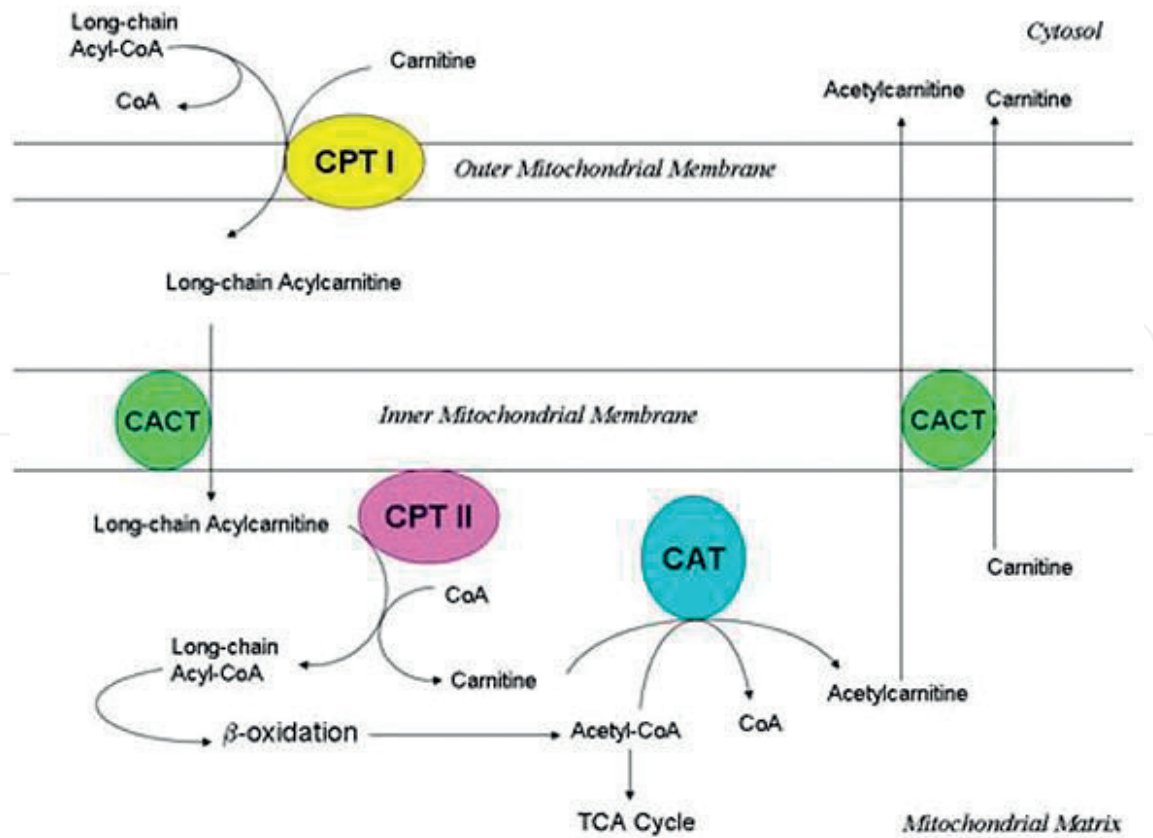 Long-chain
Acyl-CoA
Cytosol
Carnitine
CoA
Acetylcarnitine
Carnitine
CPT I
Outer Mitochondrial Membrane
Long-chain Acylcarnitine
CACT
Inner Mitochondrial Membrane
CACT
Long-chain Acylcarnitine
CPT II
CAT
CoA
Carnitine
Long-chain
Acyl-CoA
Carnitine
Acetylcarnitine
β-oxidation
Acetyl-CoA
CoA
TCA Cycle
Mitochondrial Matrix